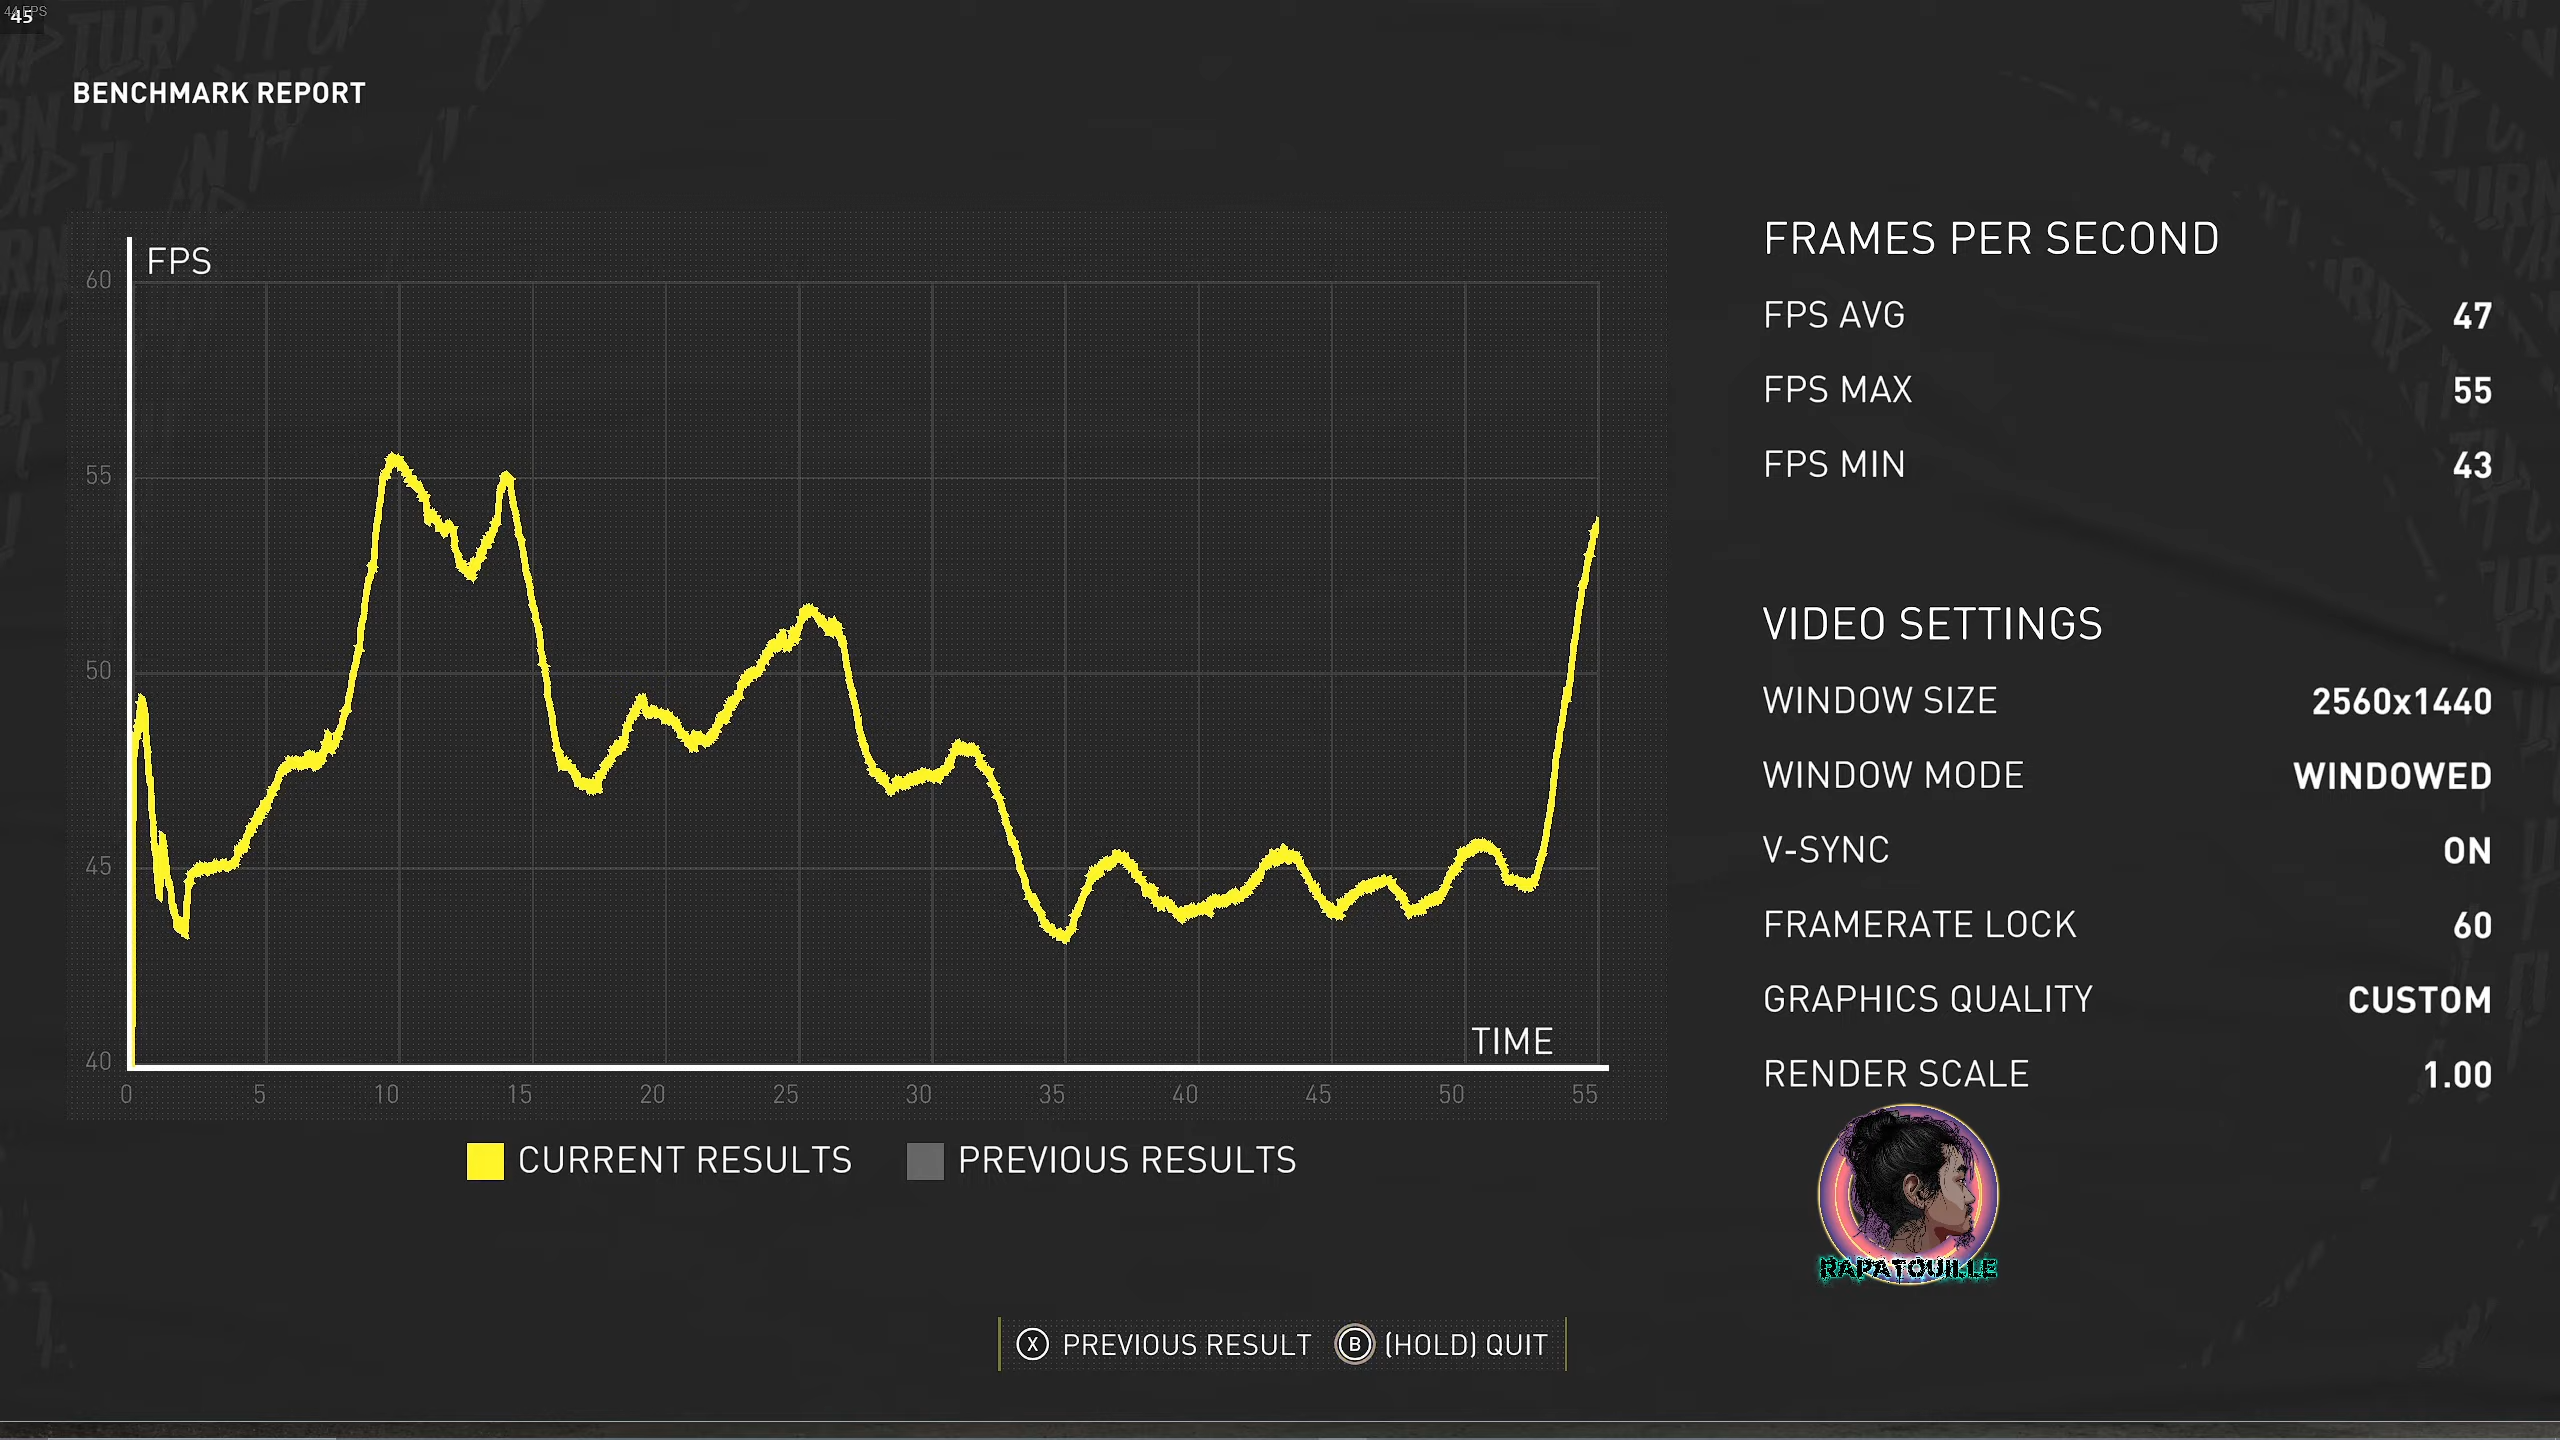 44 FPS
45
BENCHMARK REPORT
FPS
60
55
50
45
40
TIME
0 5 10 15 20 25 30 35 40 45 50 55
CURRENT RESULTS PREVIOUS RESULTS
FRAMES PER SECOND
FPS AVG 47
FPS MAX 55
FPS MIN 43
VIDEO SETTINGS
WINDOW SIZE 2560x1440
WINDOW MODE WINDOWED
V-SYNC ON
FRAMERATE LOCK 60
GRAPHICS QUALITY CUSTOM
RENDER SCALE 1.00
RAPATOUILLE
X PREVIOUS RESULT B (HOLD) QUIT